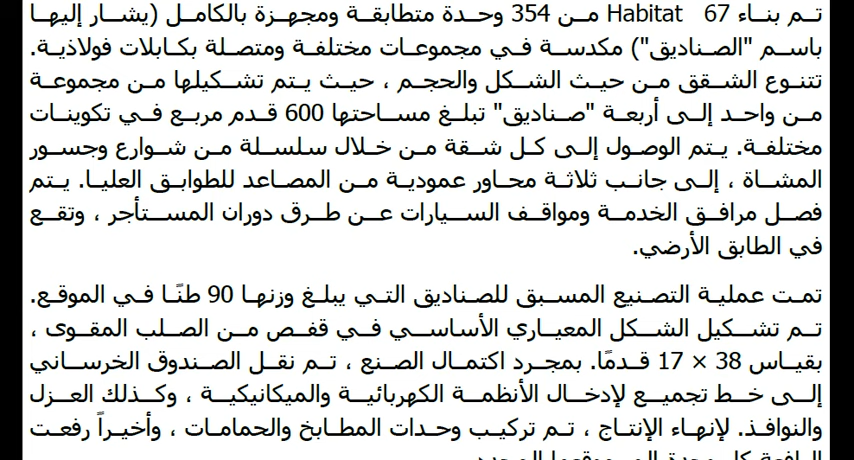 تم بناء Habitat 67 من 354 وحدة متطابقة ومجهزة بالكامل (يشار إليها
باسم "الصناديق") مكدسة في مجموعات مختلفة ومتصلة بكابلات فولاذية.
تتنوع الشقق من حيث الشكل والحجم ، حيث يتم تشكيلها من مجموعة
من واحد إلى أربعة "صناديق" تبلغ مساحتها 600 قدم مربع في تكوينات
مختلفة. يتم الوصول إلى كل شقة من خلال سلسلة من شوارع وجسور
المشاة ، إلى جانب ثلاثة محاور عمودية من المصاعد للطوابق العليا. يتم
فصل مرافق الخدمة ومواقف السيارات عن طرق دوران المستأجر ، وتقع
في الطابق الأرضي.
تمت عملية التصنيع المسبق للصناديق التي يبلغ وزنها 90 طنًا في الموقع.
تم تشكيل الشكل المعياري الأساسي في قفص من الصلب المقوى ،
بقياس 38 × 17 قدمًا. بمجرد اكتمال الصنع ، تم نقل الصندوق الخرساني
إلى خط تجميع لإدخال الأنظمة الكهربائية والميكانيكية ، وكذلك العزل
والنوافذ. لإنهاء الإنتاج ، تم تركيب وحدات المطابخ والحمامات ، وأخيراً رفعت